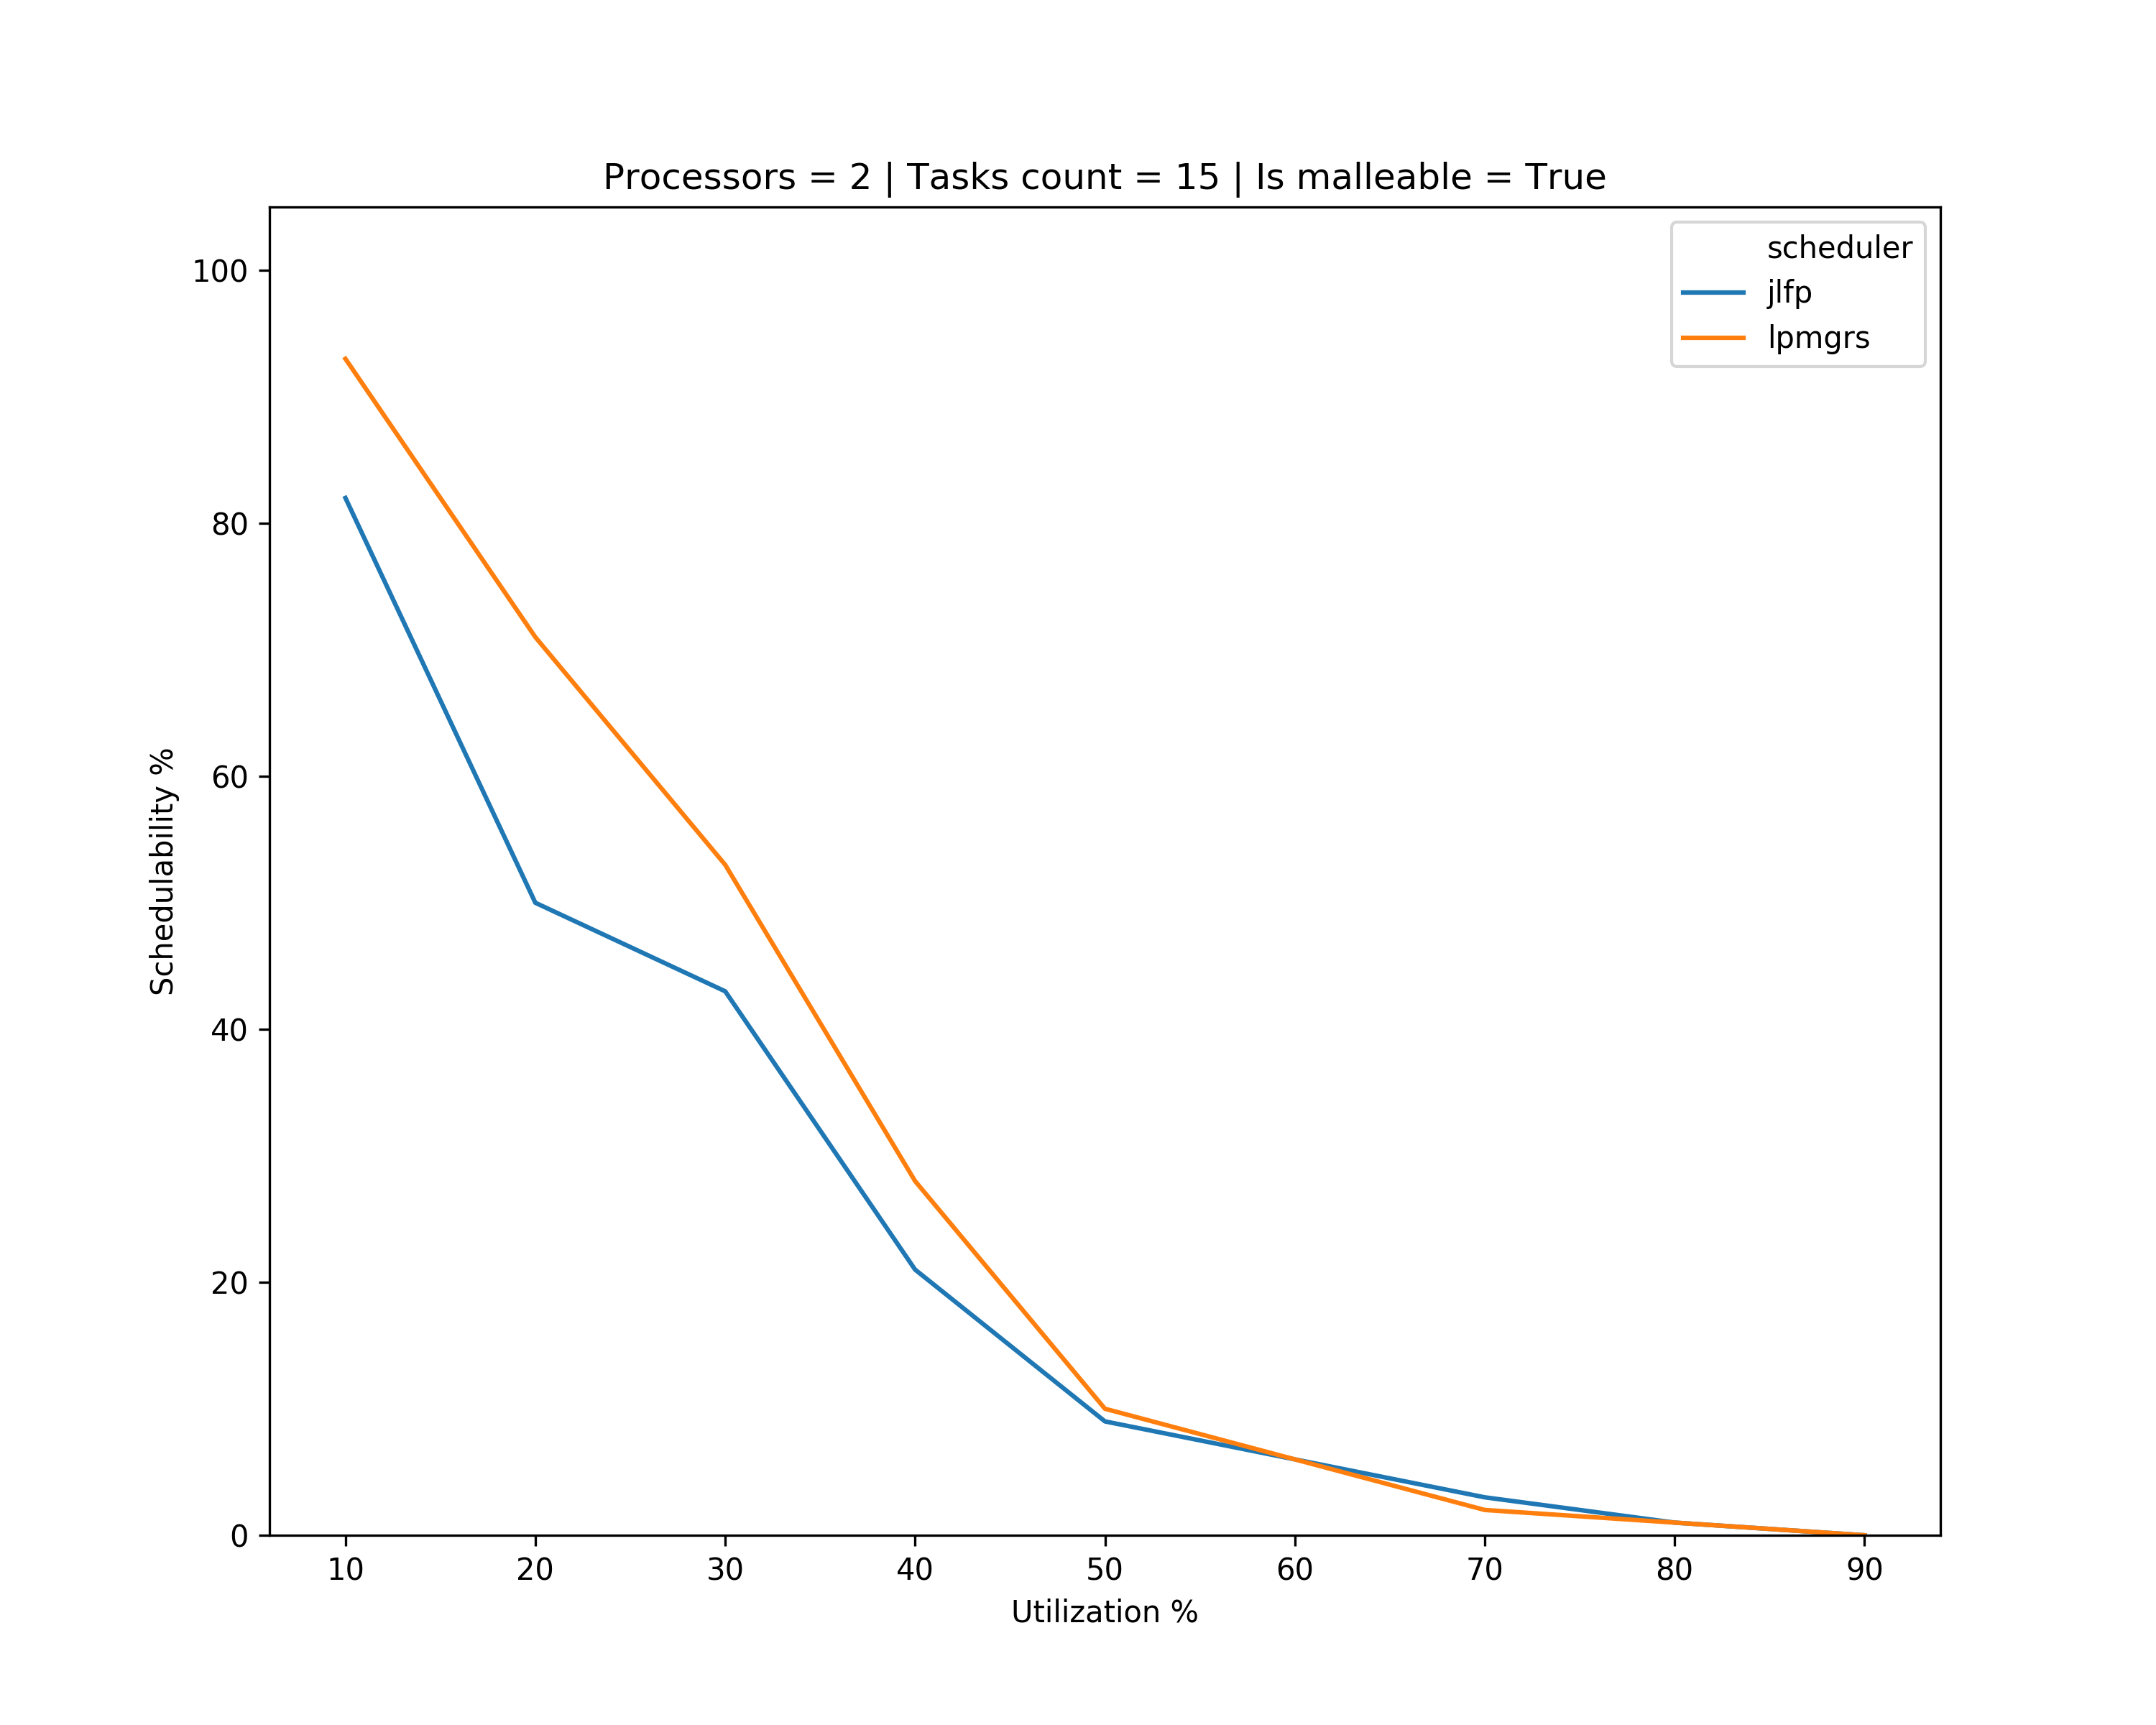 Processors = 2 | Tasks count = 15 | Is malleable = True
scheduler
jlfp
lpmgrs
Schedulability %
100
80
60
40
20
0
10 20 30 40 50 60 70 80 90
Utilization %